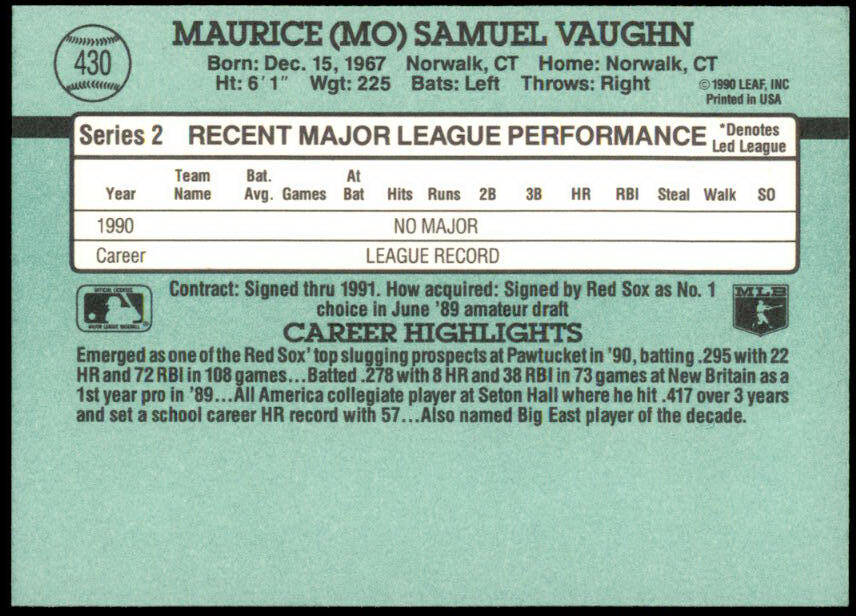 430
MAURICE (MO) SAMUEL VAUGHN
Born: Dec. 15, 1967 Norwalk, CT Home: Norwalk, CT
Ht: 6'1" Wgt: 225 Bats: Left Throws: Right
©1990 LEAF, INC
Printed in USA
Series 2 RECENT MAJOR LEAGUE PERFORMANCE
*Denotes
Led League
Year Team Name Bat. Avg. Games At Bat Hits Runs 2B 3B HR RBI Steal Walk SO
1990 NO MAJOR
Career LEAGUE RECORD
OFFICIAL LICENSEE
MAJOR LEAGUE BASEBALL
Contract: Signed thru 1991. How acquired: Signed by Red Sox as No. 1
choice in June '89 amateur draft
MLB
CAREER HIGHLIGHTS
Emerged as one of the Red Sox' top slugging prospects at Pawtucket in '90, batting .295 with 22
HR and 72 RBI in 108 games...Batted .278 with 8 HR and 38 RBI in 73 games at New Britain as a
1st year pro in '89...All America collegiate player at Seton Hall where he hit .417 over 3 years
and set a school career HR record with 57...Also named Big East player of the decade.